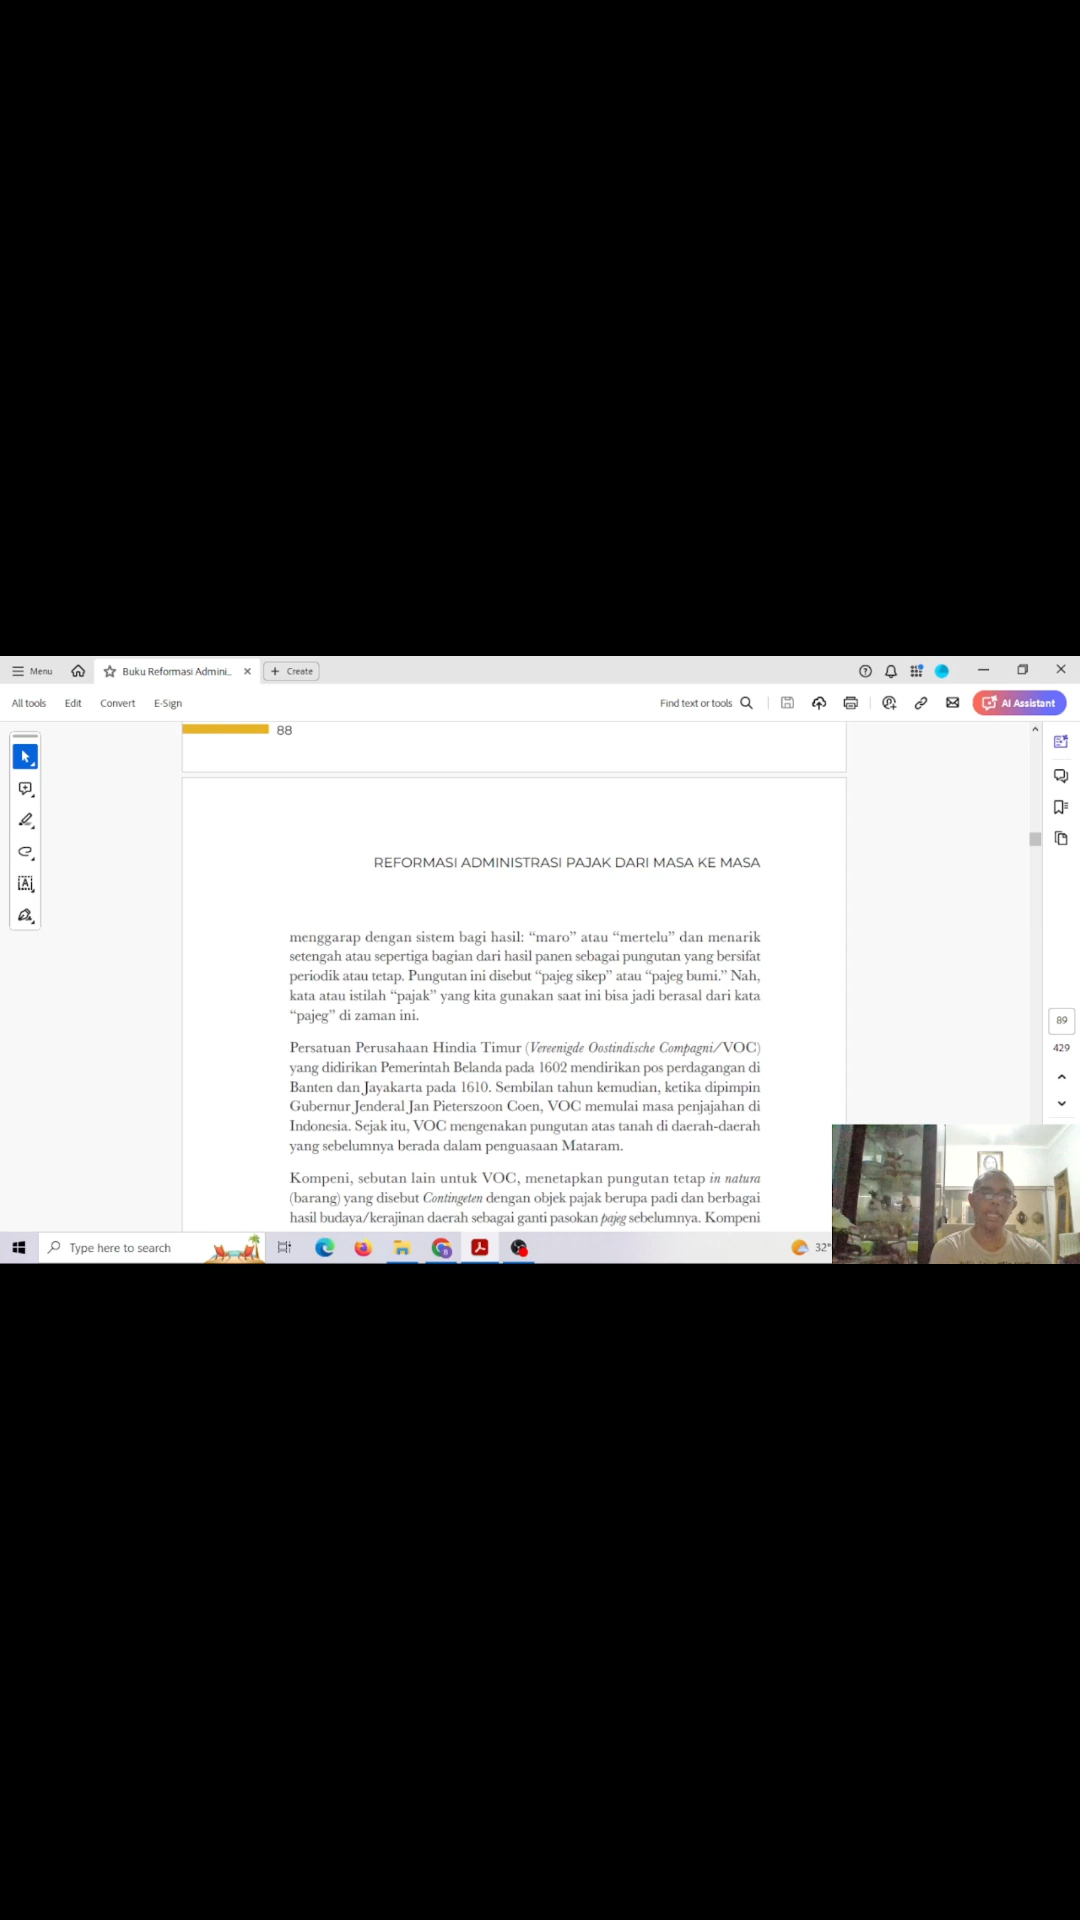 Menu
Buku Reformasi Admini...
Create
All tools
Edit
Convert
E-Sign
Find text or tools
AI Assistant
88
REFORMASI ADMINISTRASI PAJAK DARI MASA KE MASA
menggarap dengan sistem bagi hasil: “maro” atau “mertelu” dan menarik
setengah atau sepertiga bagian dari hasil panen sebagai pungutan yang bersifat
periodik atau tetap. Pungutan ini disebut “pajeg sikep” atau “pajeg bumi.” Nah,
kata atau istilah “pajak” yang kita gunakan saat ini bisa jadi berasal dari kata
“pajeg” di zaman ini.
Persatuan Perusahaan Hindia Timur (Vereenigde Oostindische Compagni/VOC)
yang didirikan Pemerintah Belanda pada 1602 mendirikan pos perdagangan di
Banten dan Jayakarta pada 1610. Sembilan tahun kemudian, ketika dipimpin
Gubernur Jenderal Jan Pieterszoon Coen, VOC memulai masa penjajahan di
Indonesia. Sejak itu, VOC mengenakan pungutan atas tanah di daerah-daerah
yang sebelumnya berada dalam penguasaan Mataram.
Kompeni, sebutan lain untuk VOC, menetapkan pungutan tetap in natura
(barang) yang disebut Contingeten dengan objek pajak berupa padi dan berbagai
hasil budaya/kerajinan daerah sebagai ganti pasokan pajeg sebelumnya. Kompeni
89
429
Type here to search
32°